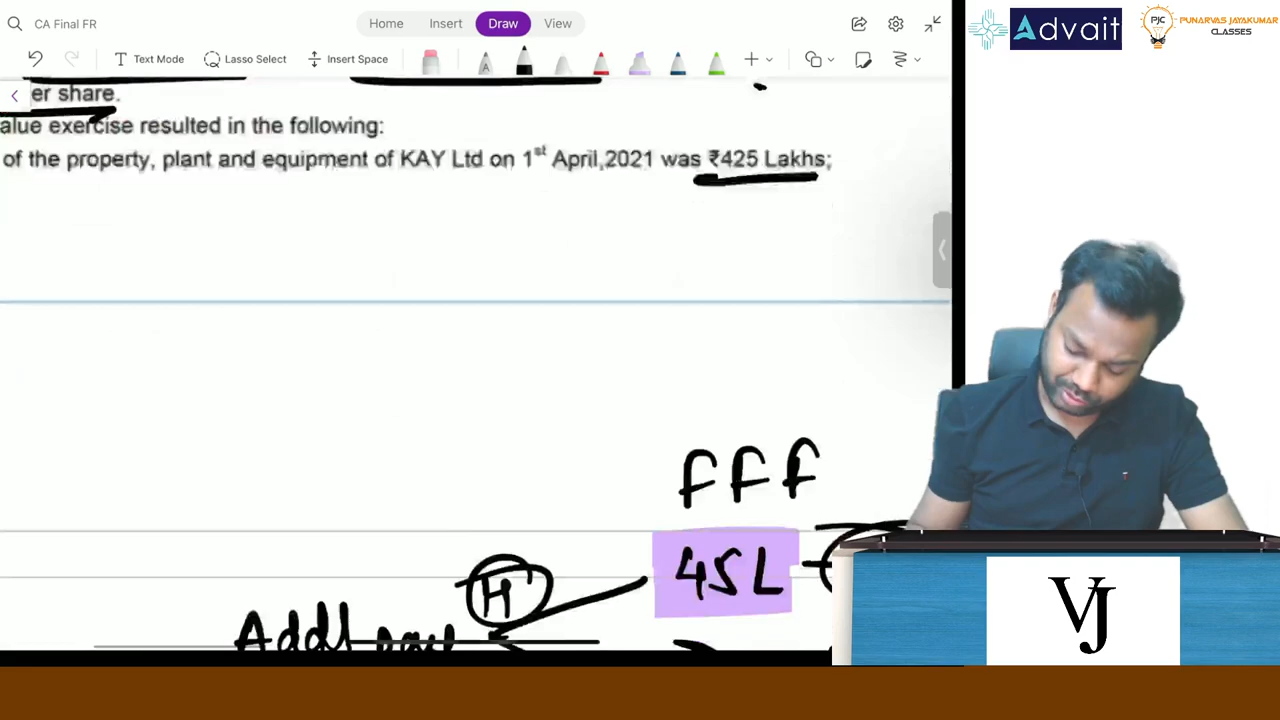 CA Final FR
Home Insert Draw View
Advait
PJC
PUNARVAS JAYAKUMAR
CLASSES
Text Mode Lasso Select Insert Space
er share.
alue exercise resulted in the following:
of the property, plant and equipment of KAY Ltd on 1st April,2021 was ₹425 Lakhs;
fff
45L
H
Addl
VJ